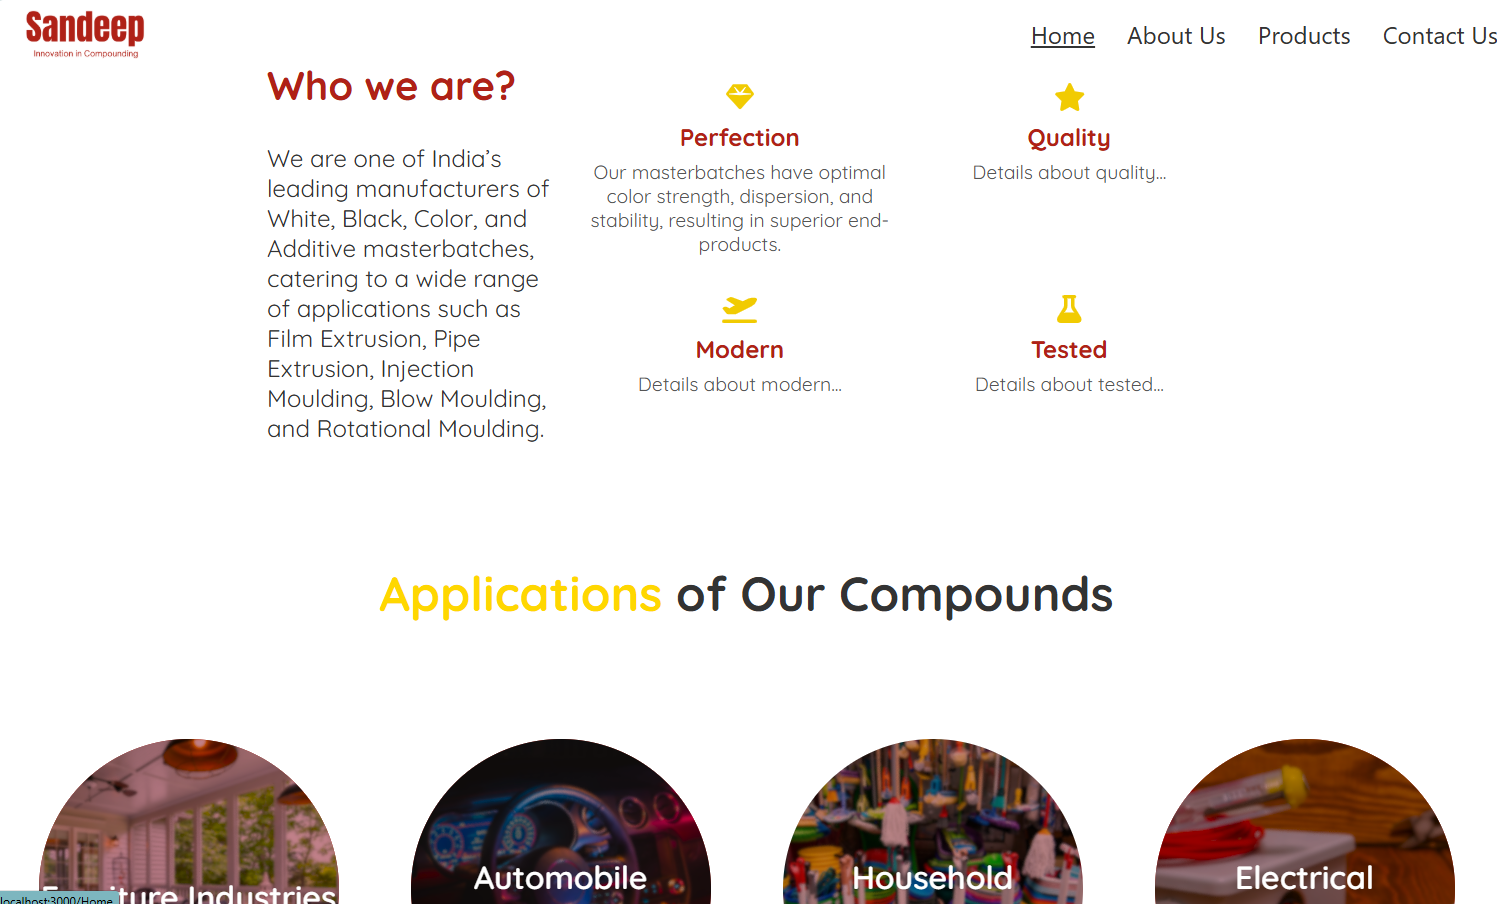 Sandeep
Innovation in Compounding
Home About Us Products Contact Us
Who we are?
We are one of India’s
leading manufacturers of
White, Black, Color, and
Additive masterbatches,
catering to a wide range
of applications such as
Film Extrusion, Pipe
Extrusion, Injection
Moulding, Blow Moulding,
and Rotational Moulding.
Perfection
Our masterbatches have optimal
color strength, dispersion, and
stability, resulting in superior end-
products.
Quality
Details about quality...
Modern
Details about modern...
Tested
Details about tested...
Applications of Our Compounds
Industries
Automobile
Household
Electrical
localhost:3000/Home